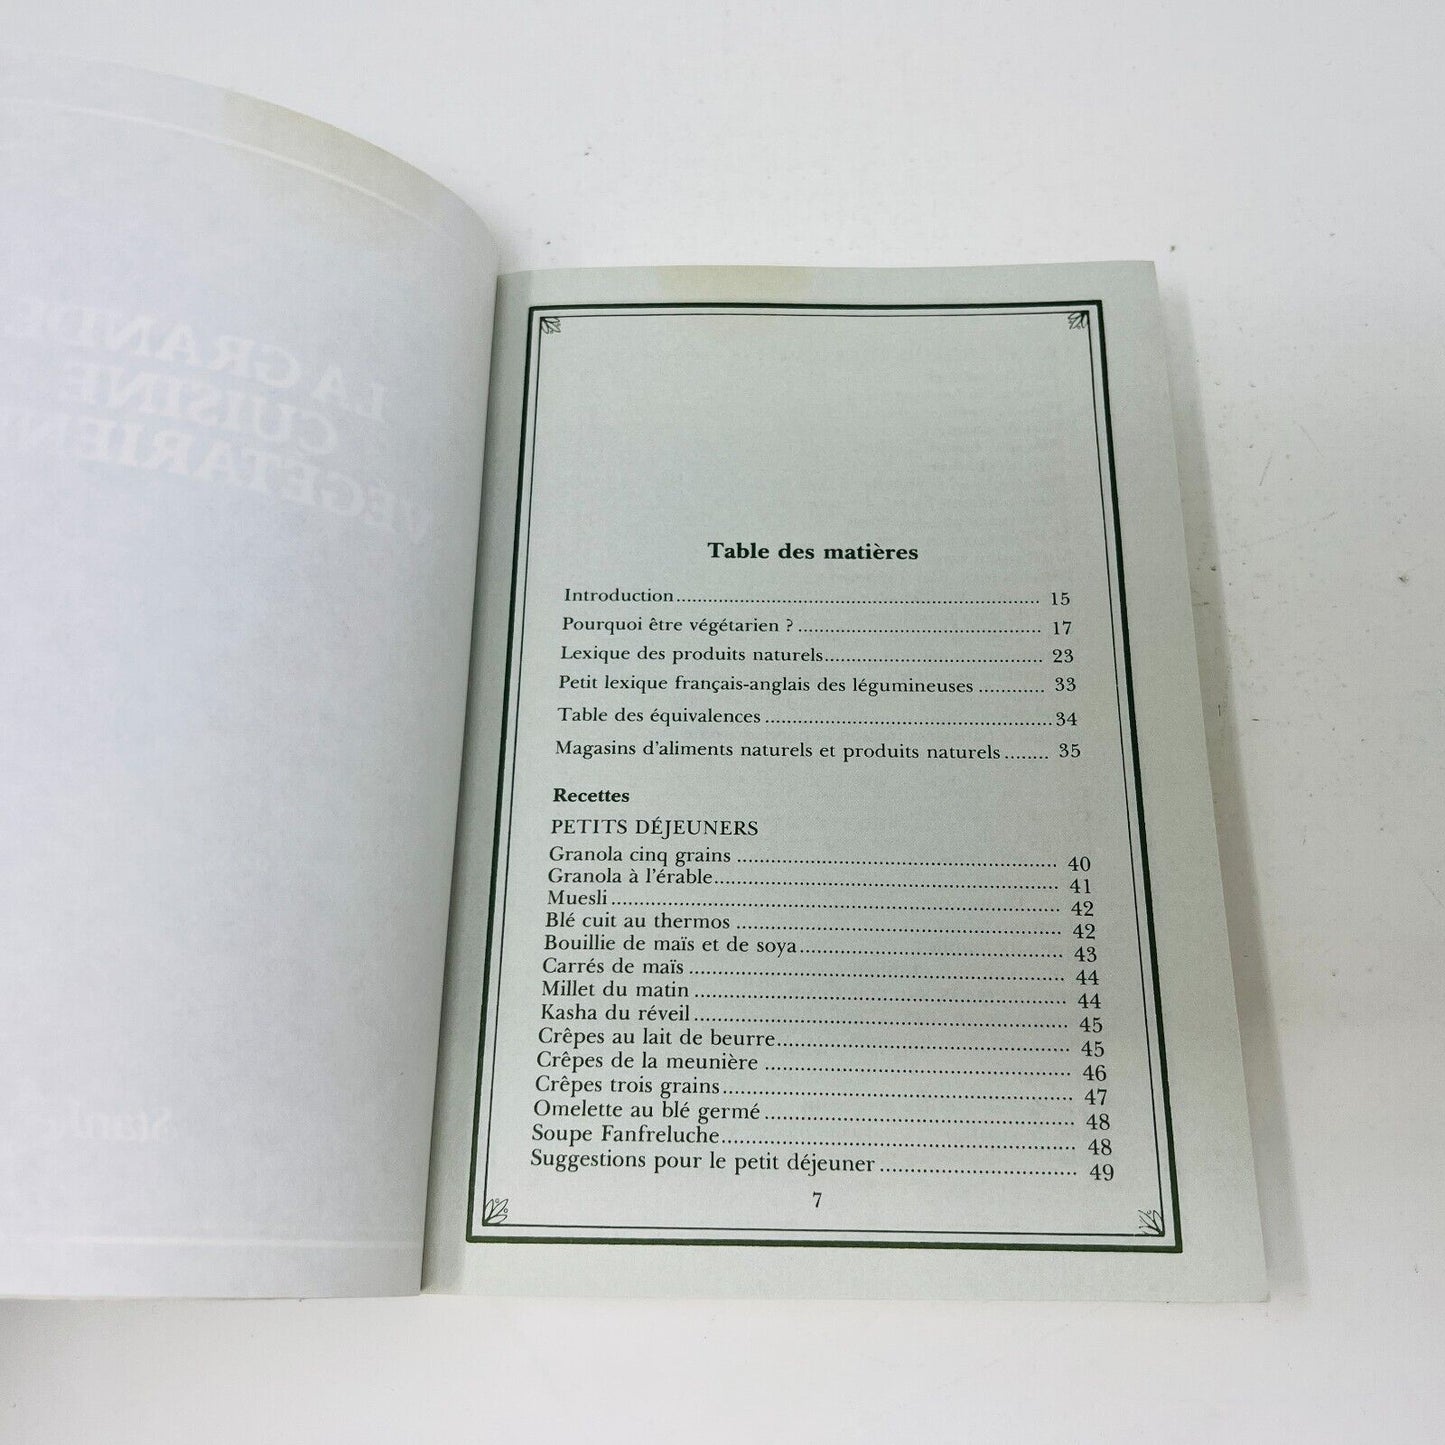 LA GRANDE
CUISINE
VÉGÉTARIENNE
Table des matières
Introduction 15
Pourquoi être végétarien ? 17
Lexique des produits naturels 23
Petit lexique français-anglais des légumineuses 33
Table des équivalences 34
Magasins d'aliments naturels et produits naturels 35
Recettes
PETITS DÉJEUNERS
Granola cinq grains 40
Granola à l'érable 41
Muesli 42
Blé cuit au thermos 42
Bouillie de maïs et de soya 43
Carrés de maïs 44
Millet du matin 44
Kasha du réveil 45
Crêpes au lait de beurre 45
Crêpes de la meunière 46
Crêpes trois grains 47
Omelette au blé germé 48
Soupe Fanfreluche 48
Suggestions pour le petit déjeuner 49
7